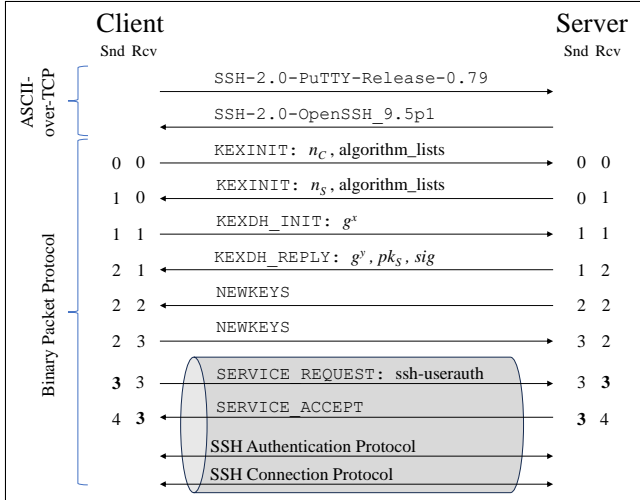 Client Server
Snd Rcv Snd Rcv
ASCII-
over-TCP
SSH-2.0-PuTTY-Release-0.79
SSH-2.0-OpenSSH_9.5p1
Binary Packet Protocol
0 0 KEXINIT: n_C, algorithm_lists 0 0
1 0 KEXINIT: n_S, algorithm_lists 0 1
1 1 KEXDH_INIT: g^x 1 1
2 1 KEXDH_REPLY: g^y, pk_S, sig 1 2
2 2 NEWKEYS 2 2
2 3 NEWKEYS 3 2
3 3 SERVICE_REQUEST: ssh-userauth 3 3
4 3 SERVICE_ACCEPT 3 4
SSH Authentication Protocol
SSH Connection Protocol